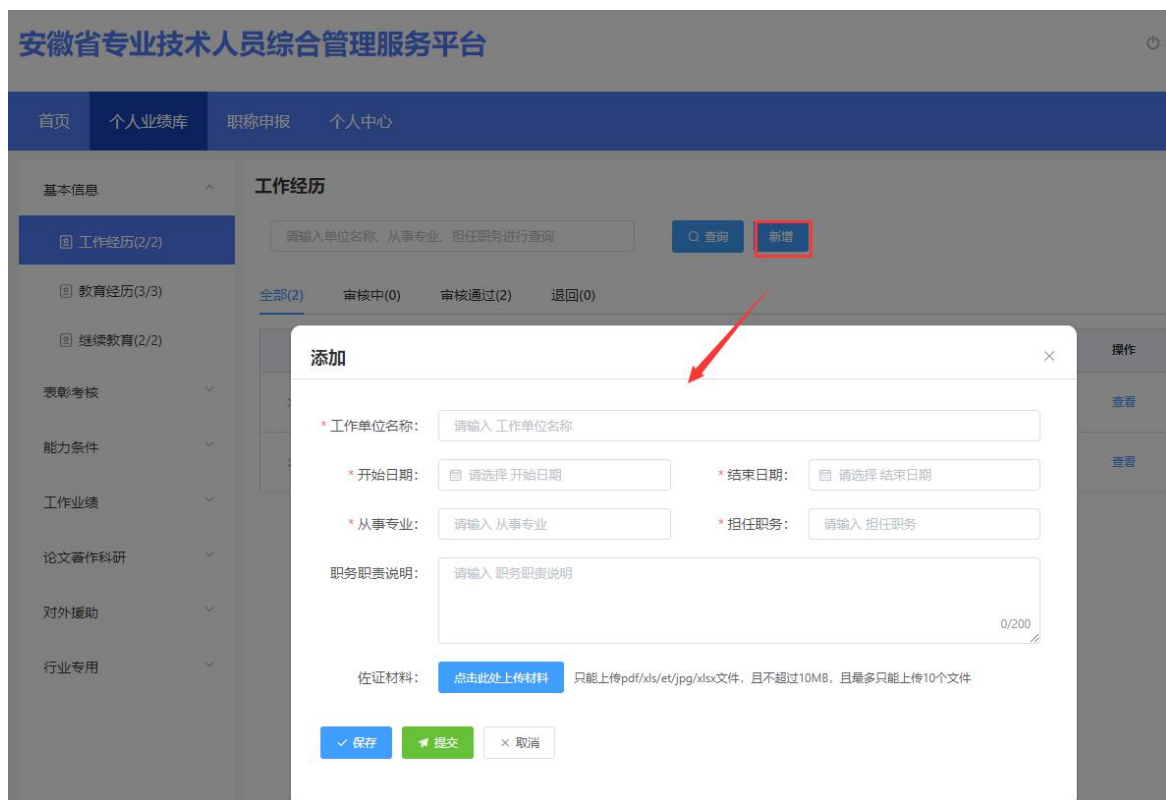 安徽省专业技术人员综合管理服务平台
首页 个人业绩库 职称申报 个人中心
基本信息
工作经历(2/2)
教育经历(3/3)
继续教育(2/2)
表彰考核
能力条件
工作业绩
论文著作科研
对外援助
行业专用
工作经历
请输入单位名称、从事专业、担任职务进行查询 查询 新增
全部(2) 审核中(0) 审核通过(2) 退回(0)
操作
查看
查看
添加
* 工作单位名称: 请输入 工作单位名称
* 开始日期: 请选择 开始日期 * 结束日期: 请选择 结束日期
* 从事专业: 请输入 从事专业 * 担任职务: 请输入 担任职务
职务职责说明: 请输入 职务职责说明
0/200
佐证材料: 点击此处上传材料 只能上传pdf/xls/et/jpg/xlsx文件，且不超过10MB，且最多只能上传10个文件
保存 提交 取消